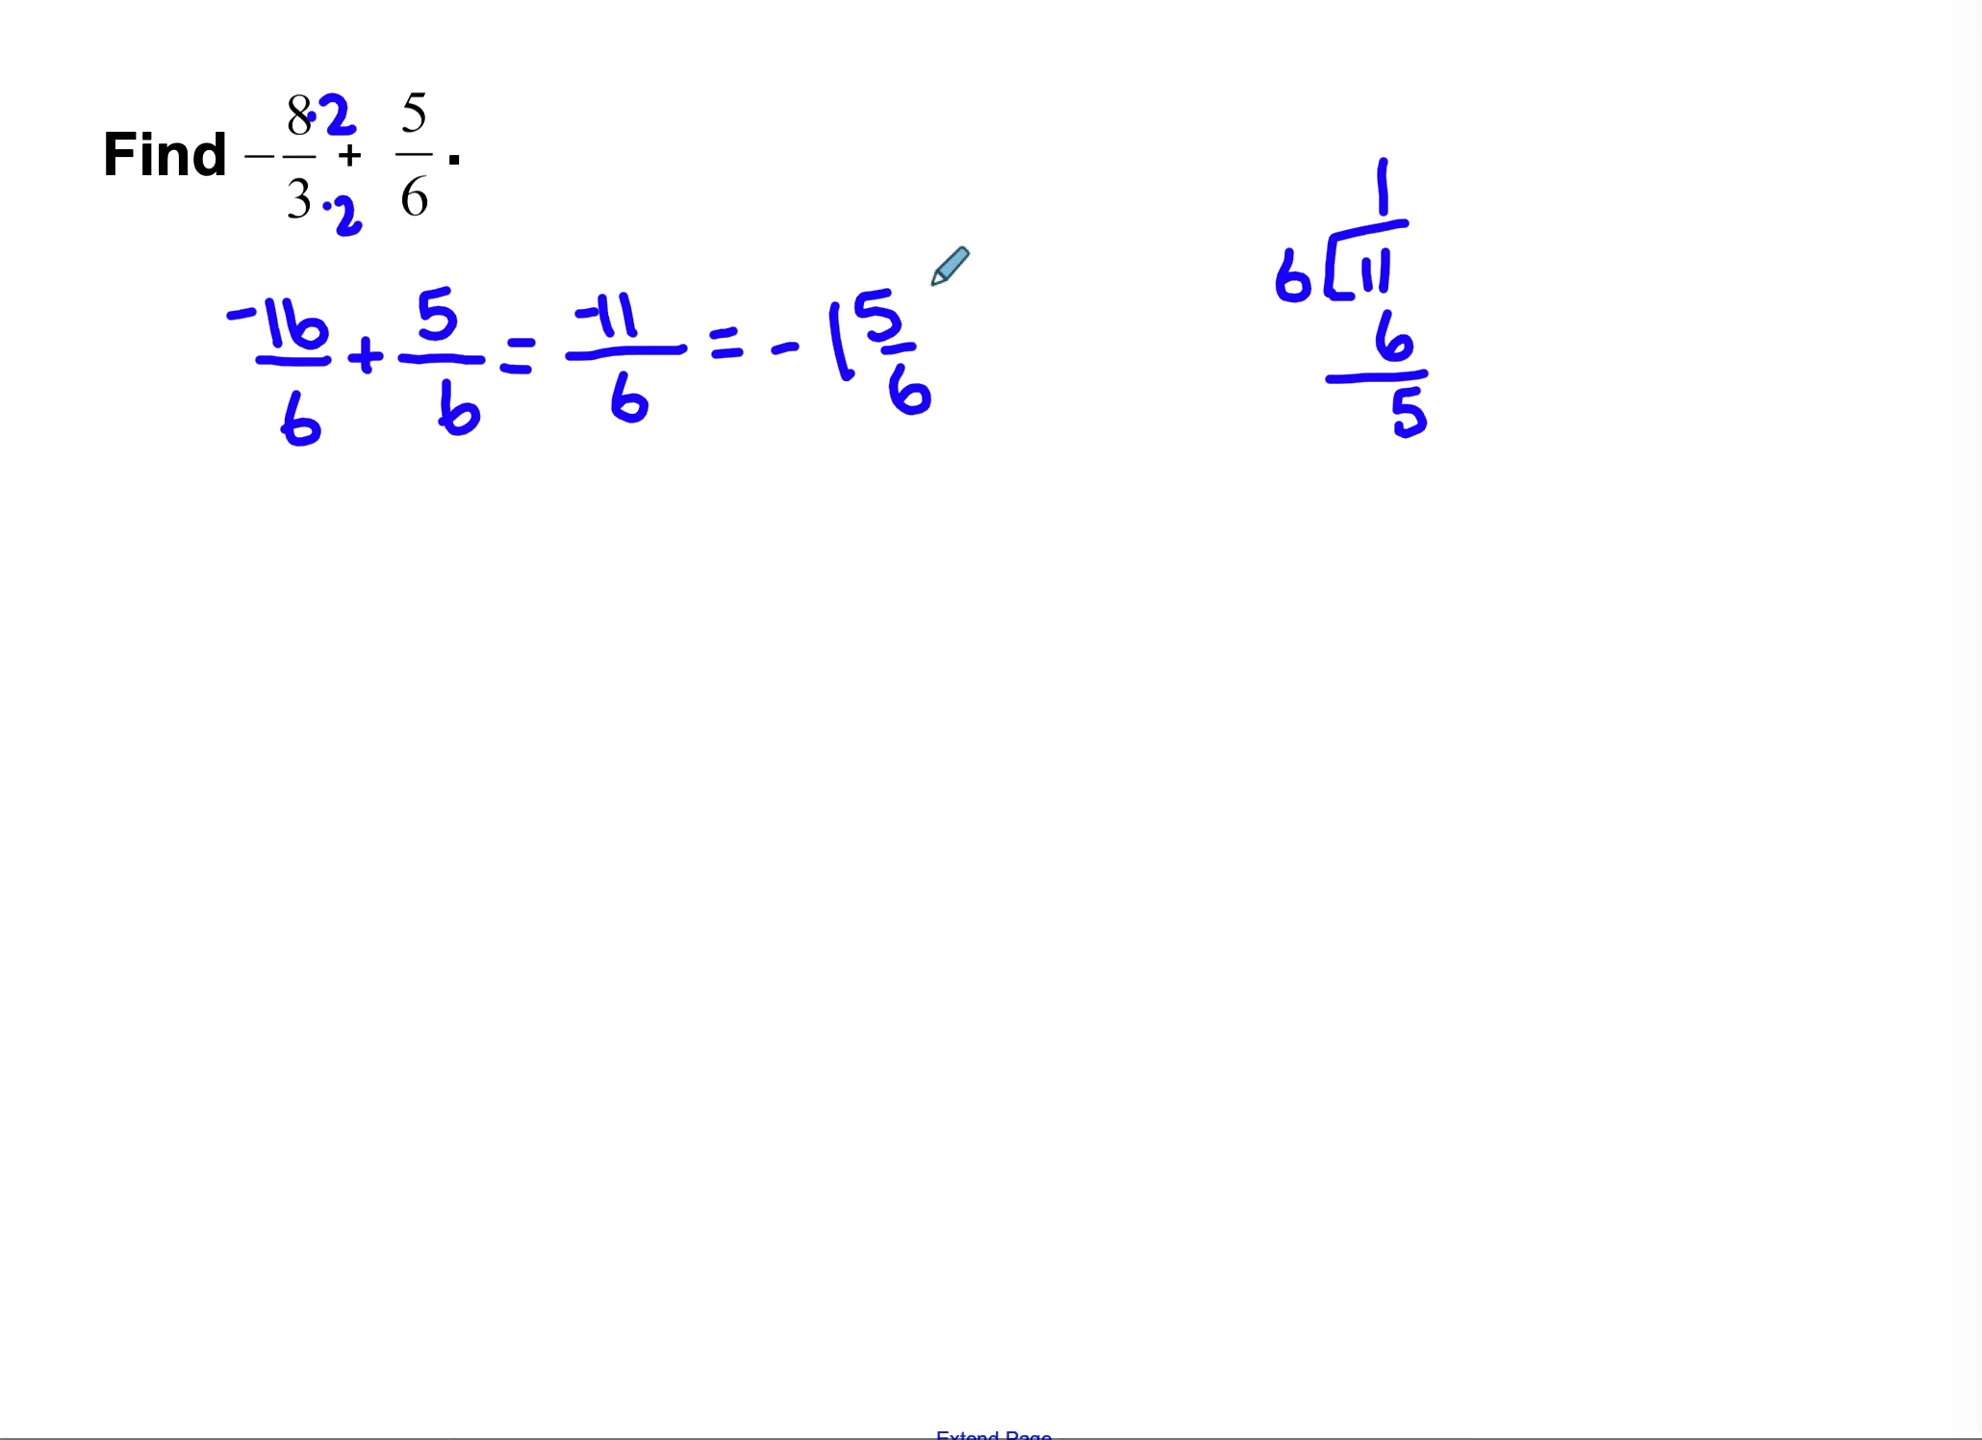 Find -8·2/3·2 + 5/6.
-16/6 + 5/6 = -11/6 = -1 5/6
1
6 11
6
5
Extend Page